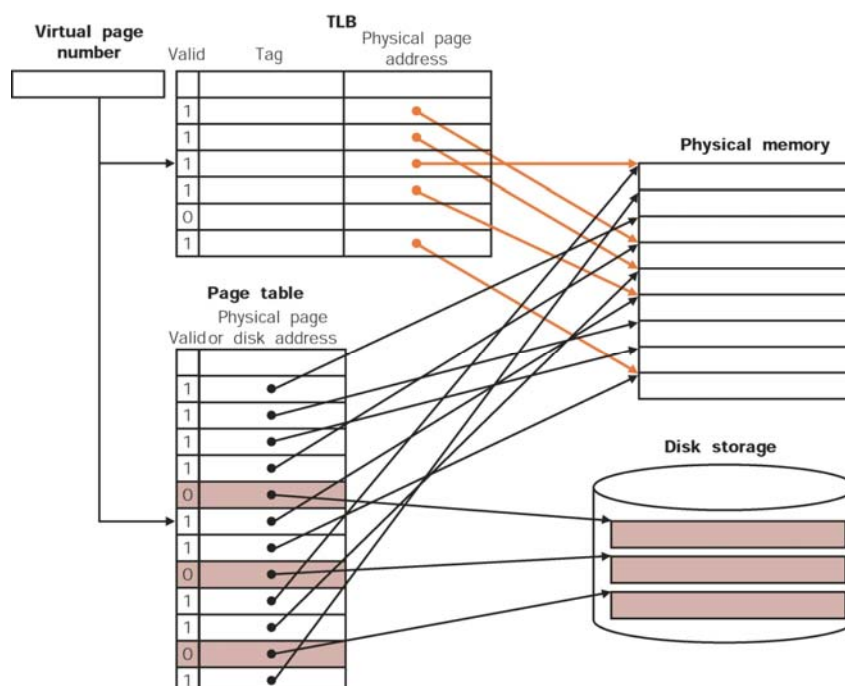 TLB
Virtual page
number
Valid
Tag
Physical page
address
1
1
1
1
0
1
Physical memory
Page table
Physical page
Valid or disk address
1
1
1
1
0
1
1
0
1
1
0
1
Disk storage